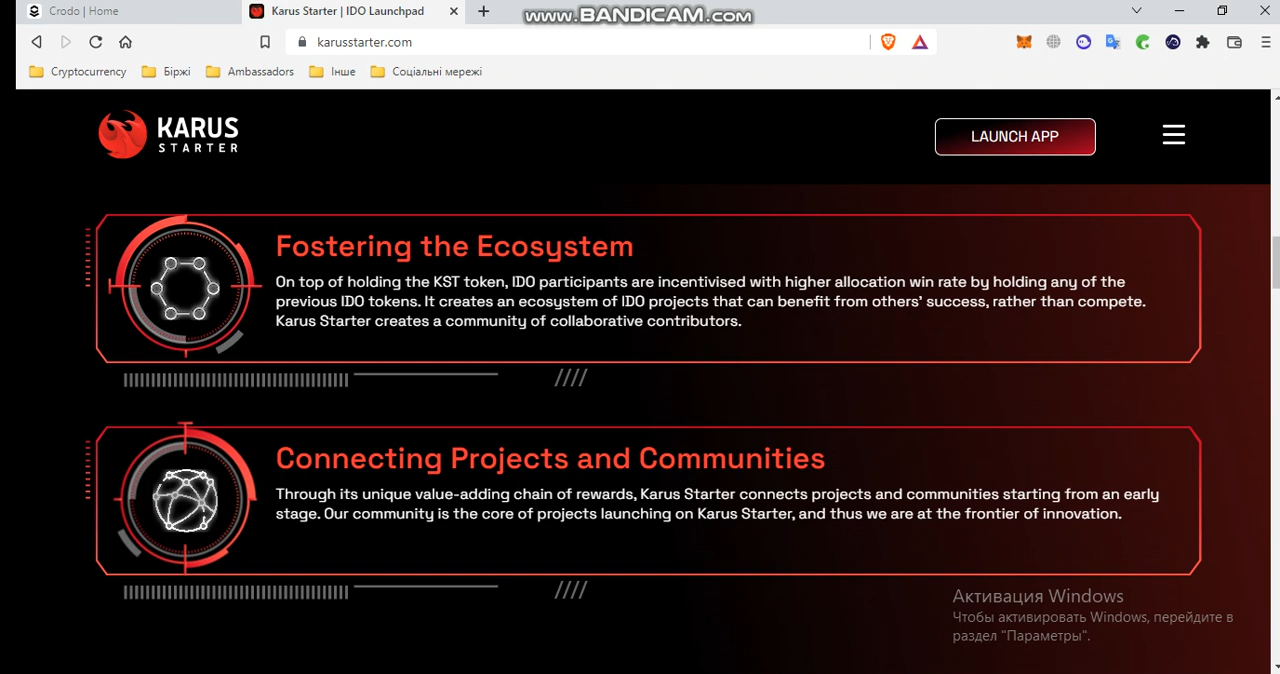 Crodo | Home
Karus Starter | IDO Launchpad
www.BANDICAM.com
karusstarter.com
Cryptocurrency
Біржі
Ambassadors
Інше
Соціальні мережі
KARUS
STARTER
LAUNCH APP
Fostering the Ecosystem
On top of holding the KST token, IDO participants are incentivised with higher allocation win rate by holding any of the
previous IDO tokens. It creates an ecosystem of IDO projects that can benefit from others' success, rather than compete.
Karus Starter creates a community of collaborative contributors.
Connecting Projects and Communities
Through its unique value-adding chain of rewards, Karus Starter connects projects and communities starting from an early
stage. Our community is the core of projects launching on Karus Starter, and thus we are at the frontier of innovation.
Активация Windows
Чтобы активировать Windows, перейдите в
раздел "Параметры".